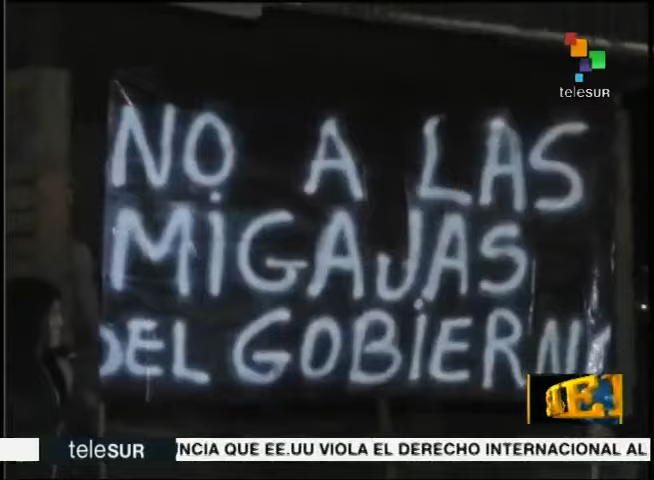 teleSUR
NO A LAS
MIGAJAS
DEL GOBIERN
teleSUR
NCIA QUE EE.UU VIOLA EL DERECHO INTERNACIONAL AL